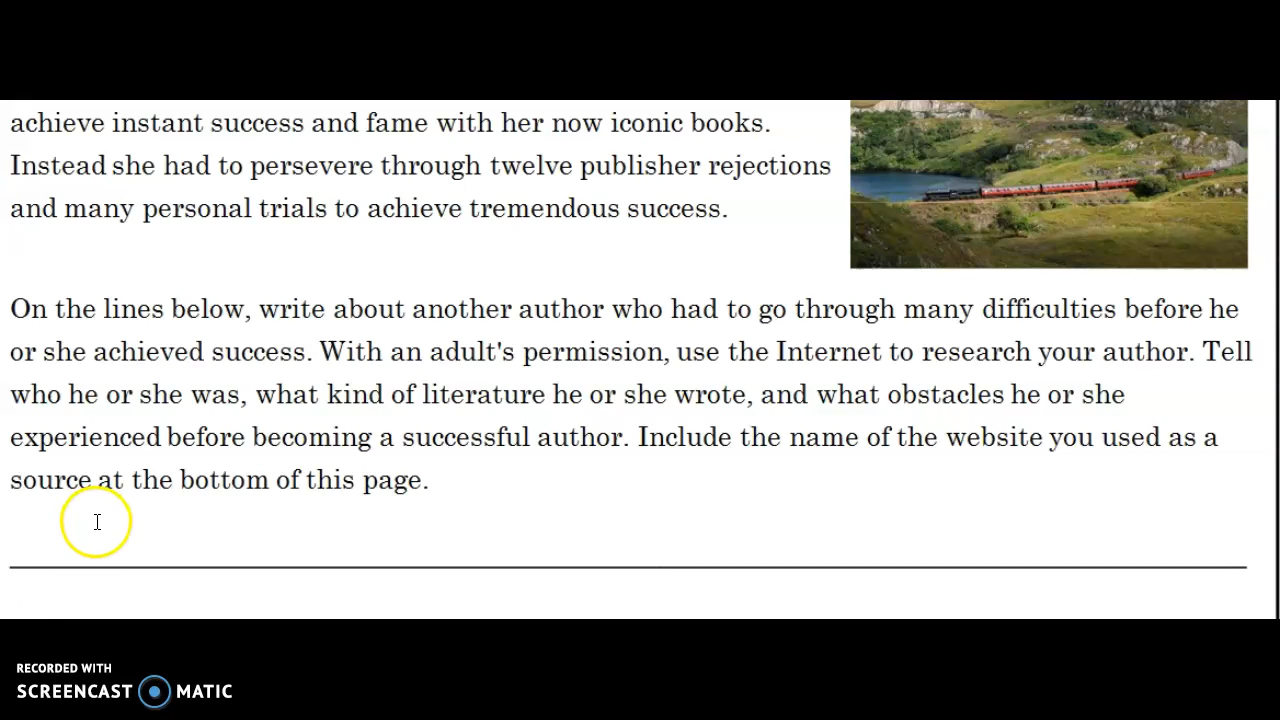 achieve instant success and fame with her now iconic books.
Instead she had to persevere through twelve publisher rejections
and many personal trials to achieve tremendous success.
On the lines below, write about another author who had to go through many difficulties before he
or she achieved success. With an adult's permission, use the Internet to research your author. Tell
who he or she was, what kind of literature he or she wrote, and what obstacles he or she
experienced before becoming a successful author. Include the name of the website you used as a
source at the bottom of this page.
RECORDED WITH
SCREENCAST MATIC